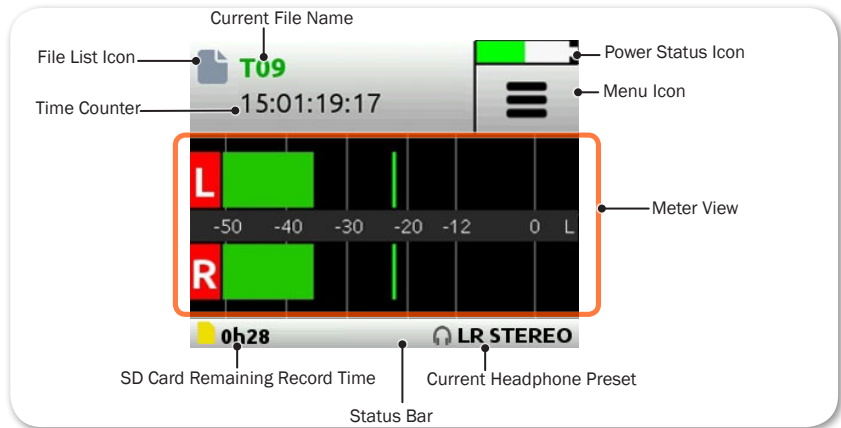 Current File Name
File List Icon
T09
Power Status Icon
Time Counter
15:01:19:17
Menu Icon
L
-50 -40 -30 -20 -12 0 L
Meter View
R
0h28
LR STEREO
SD Card Remaining Record Time
Current Headphone Preset
Status Bar